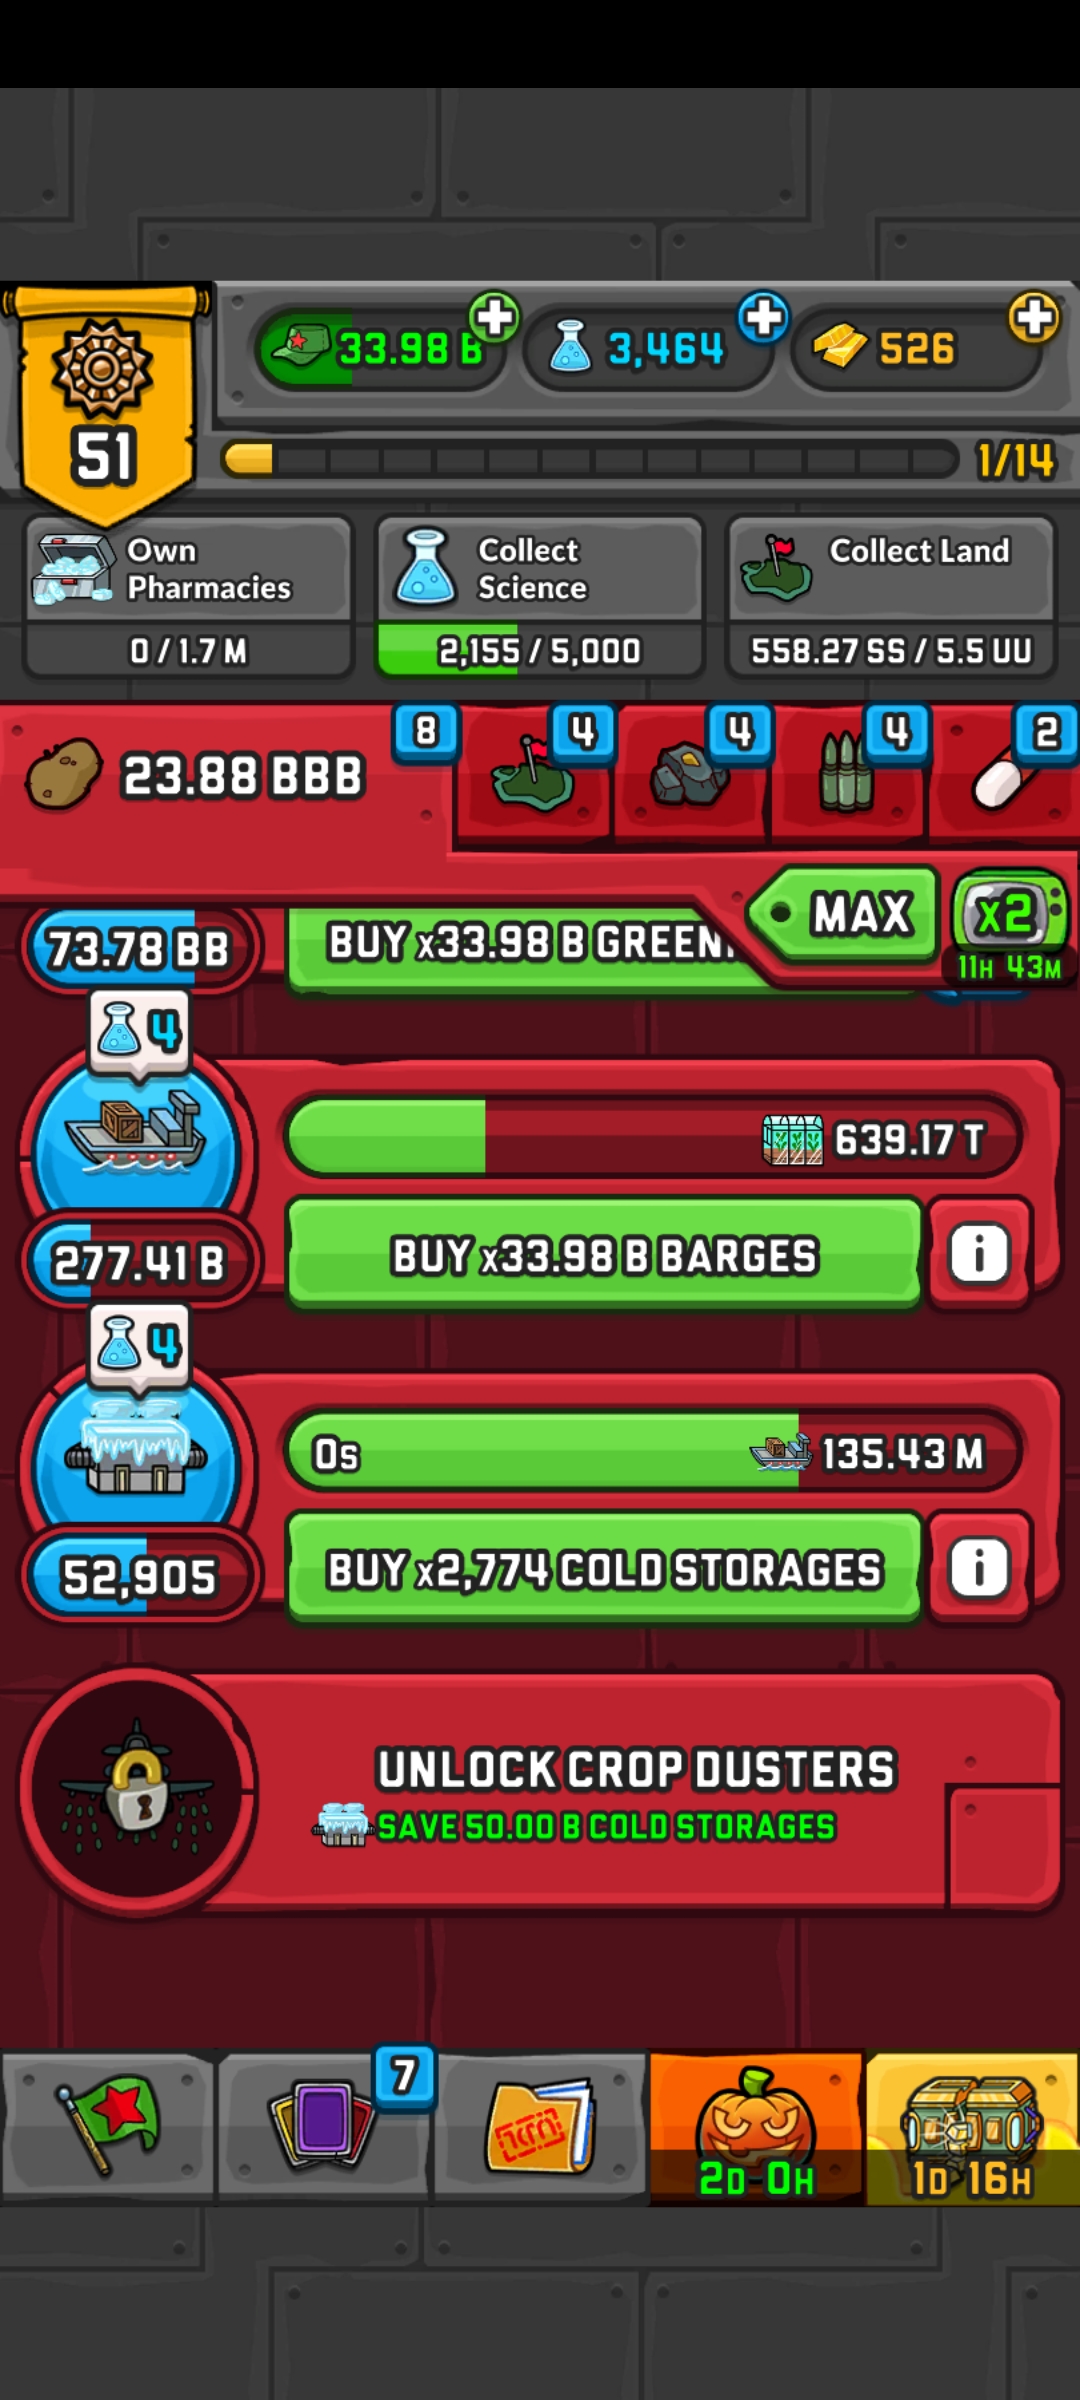 33.98 B
3,464
526
51
1/14
Own
Pharmacies
0 / 1.7 M
Collect
Science
2,155 / 5,000
Collect Land
558.27 SS / 5.5 UU
23.88 BBB
8
4
4
4
2
MAX
x2
11H 43M
73.78 BB
BUY x33.98 B GREEN
4
639.17 T
277.41 B
BUY x33.98 B BARGES
i
4
0s
135.43 M
52,905
BUY x2,774 COLD STORAGES
i
UNLOCK CROP DUSTERS
SAVE 50.00 B COLD STORAGES
7
2D 0H
1D 16H